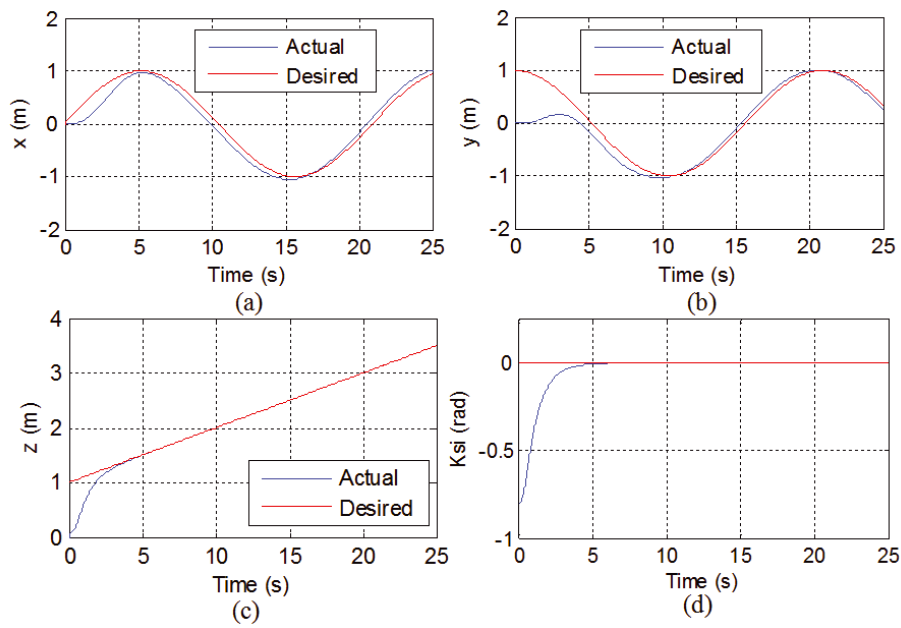 2
1
0
-1
-2
x (m)
Actual
Desired
0 5 10 15 20 25
Time (s)
(a)
2
1
0
-1
-2
y (m)
Actual
Desired
0 5 10 15 20 25
Time (s)
(b)
4
3
2
1
0
z (m)
Actual
Desired
0 5 10 15 20 25
Time (s)
(c)
0
-0.5
-1
Ksi (rad)
0 5 10 15 20 25
Time (s)
(d)